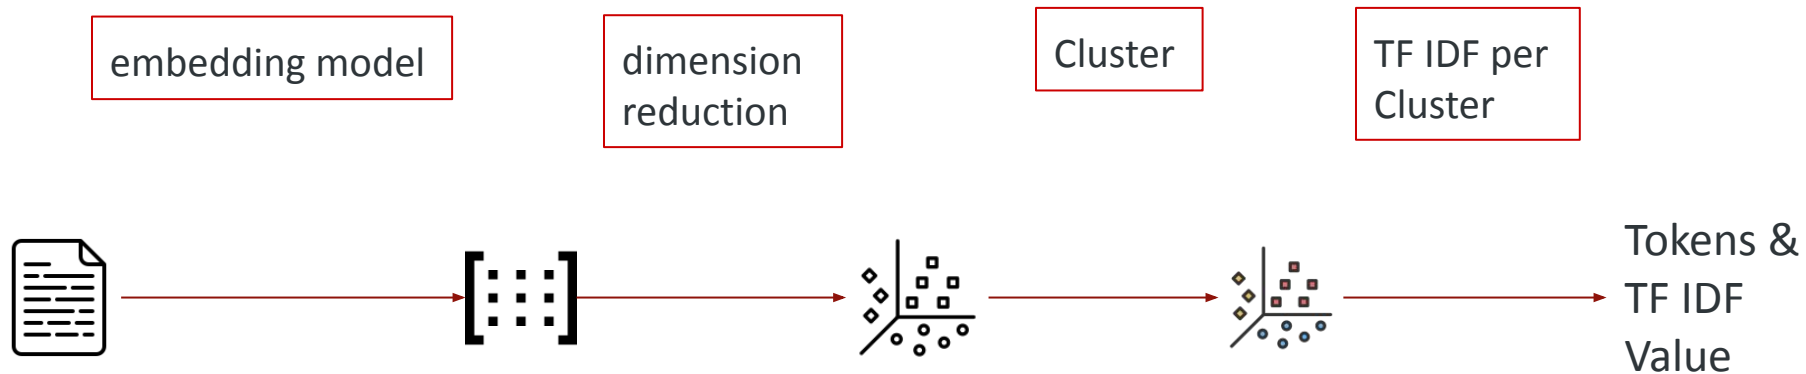 embedding model
dimension
reduction
Cluster
TF IDF per
Cluster
Tokens &
TF IDF
Value